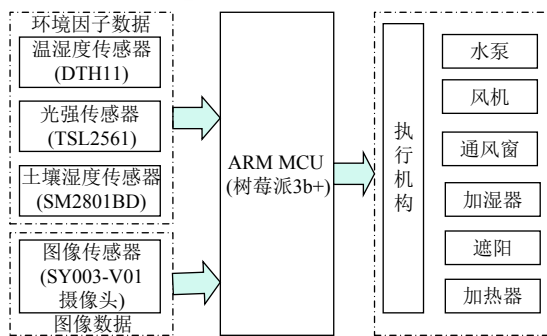 环境因子数据
温湿度传感器
(DTH11)
光强传感器
(TSL2561)
土壤湿度传感器
(SM2801BD)
图像传感器
(SY003-V01
摄像头)
图像数据
ARM MCU
(树莓派3b+)
执行机构
水泵
风机
通风窗
加湿器
遮阳
加热器